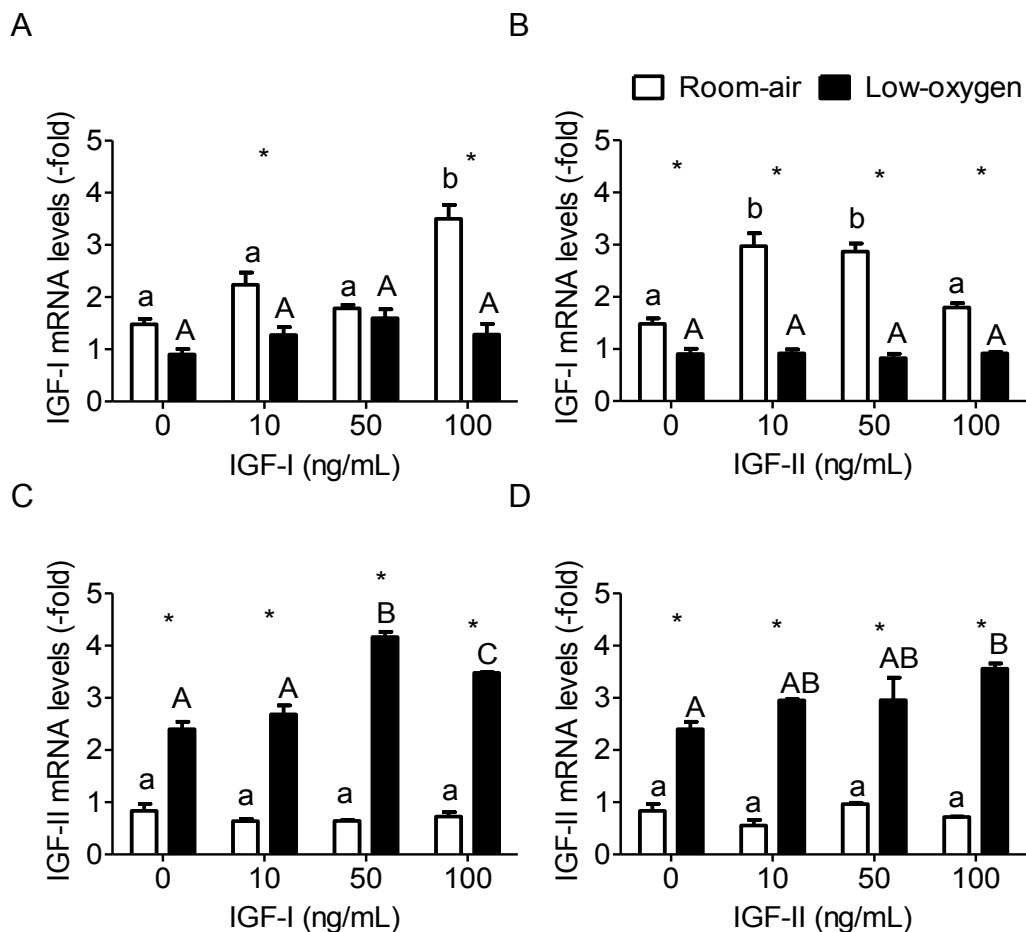 A
B
Room-air Low-oxygen
IGF-I mRNA levels (-fold)
5
4
3
2
1
0
* *
a A a A a A b A
0 10 50 100
IGF-I (ng/mL)
IGF-I mRNA levels (-fold)
5
4
3
2
1
0
* * * *
a A b A b A a A
0 10 50 100
IGF-II (ng/mL)
C
D
IGF-II mRNA levels (-fold)
5
4
3
2
1
0
* * * *
a A a A a B a C
0 10 50 100
IGF-I (ng/mL)
IGF-II mRNA levels (-fold)
5
4
3
2
1
0
* * * *
a A a AB a AB a B
0 10 50 100
IGF-II (ng/mL)